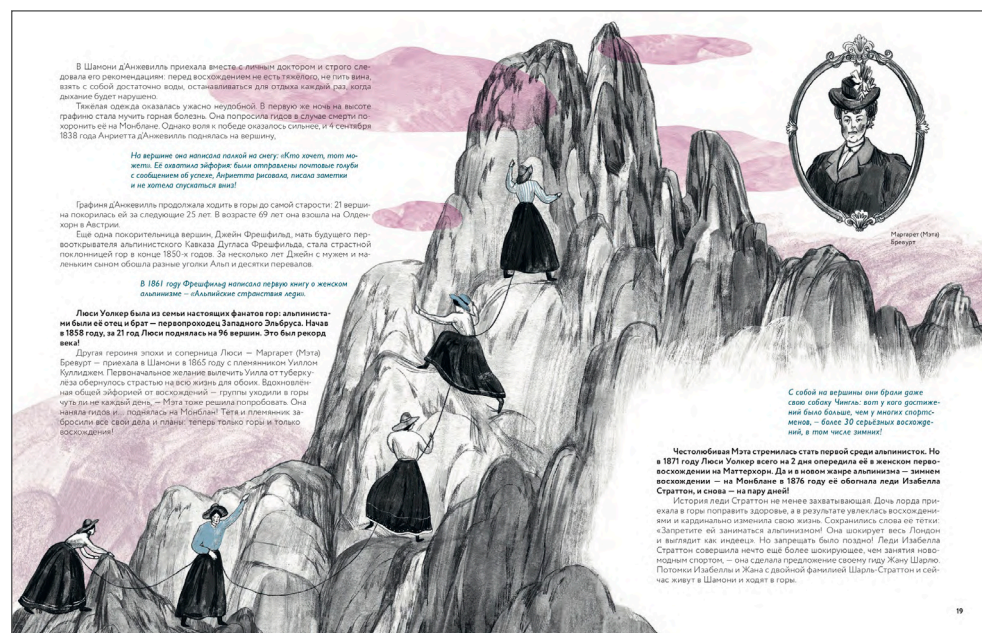 В Шамони д'Анжевилль приехала вместе с личным доктором и строго сле-
довала его рекомендациям: перед восхождением не есть тяжёлого, не пить вина,
взять с собой достаточно воды, останавливаться для отдыха каждый раз, когда
дыхание будет нарушено.
Тяжёлая одежда оказалась ужасно неудобной. В первую же ночь на высоте
графиню стала мучить горная болезнь. Она попросила гидов в случае смерти по-
хоронить её на Монблане. Однако воля к победе оказалось сильнее, и 4 сентября
1838 года Анриетта д'Анжевилль поднялась на вершину,
На вершине она написала палкой на снегу: «Кто хочет, тот мо-
жет». Её охватила эйфория: были отправлены почтовые голуби
с сообщением об успехе, Анриетта рисовала, писала заметки
и не хотела спускаться вниз!
Графиня д'Анжевилль продолжала ходить в горы до самой старости: 21 верши-
на покорилась ей за следующие 25 лет. В возрасте 69 лет она взошла на Олден-
хорн в Австрии.
Ещё одна покорительница вершин, Джейн Фрешфильд, мать будущего пер-
вооткрывателя альпинистского Кавказа Дугласа Фрешфильда, стала страстной
поклонницей гор в конце 1850-х годов. За несколько лет Джейн с мужем и ма-
леньким сыном обошла разные уголки Альп и десятки перевалов.
В 1861 году Фрешфильд написала первую книгу о женском
альпинизме – «Альпийские странствия леди».
Люси Уолкер была из семьи настоящих фанатов гор: альпиниста-
ми были её отец и брат — первопроходец Западного Эльбруса. Начав
в 1858 году, за 21 год Люси поднялась на 96 вершин. Это был рекорд
века!
Другая героиня эпохи и соперница Люси — Маргарет (Мэта)
Бревурт — приехала в Шамони в 1865 году с племянником Уиллом
Куллиджем. Первоначальное желание вылечить Уилла от туберку-
лёза обернулось страстью на всю жизнь для обоих. Вдохновлён-
ная общей эйфорией от восхождений — группы уходили в горы
чуть ли не каждый день, — Мэта тоже решила попробовать. Она
наняла гидов и... поднялась на Монблан! Тётя и племянник за-
бросили все свои дела и планы: теперь только горы и только
восхождения!
Маргарет (Мэта)
Бревурт
С собой на вершины они брали даже
свою собаку Чингль: вот у кого достиже-
ний было больше, чем у многих спортс-
менов, – более 30 серьёзных восхожде-
ний, в том числе зимних!
Честолюбивая Мэта стремилась стать первой среди альпинисток. Но
в 1871 году Люси Уолкер всего на 2 дня опередила её в женском перво-
восхождении на Маттерхорн. Да и в новом жанре альпинизма — зимнем
восхождении — на Монблане в 1876 году её обогнала леди Изабелла
Страттон, и снова — на пару дней!
История леди Страттон не менее захватывающая. Дочь лорда при-
ехала в горы поправить здоровье, а в результате увлеклась восхождени-
ями и кардинально изменила свою жизнь. Сохранились слова её тётки:
«Запретите ей заниматься альпинизмом! Она шокирует весь Лондон
и выглядит как индеец». Но запрещать было поздно! Леди Изабелла
Страттон совершила нечто ещё более шокирующее, чем занятия ново-
модным спортом, — она сделала предложение своему гиду Жану Шарлю.
Потомки Изабеллы и Жана с двойной фамилией Шарль-Страттон и сей-
час живут в Шамони и ходят в горы.
19